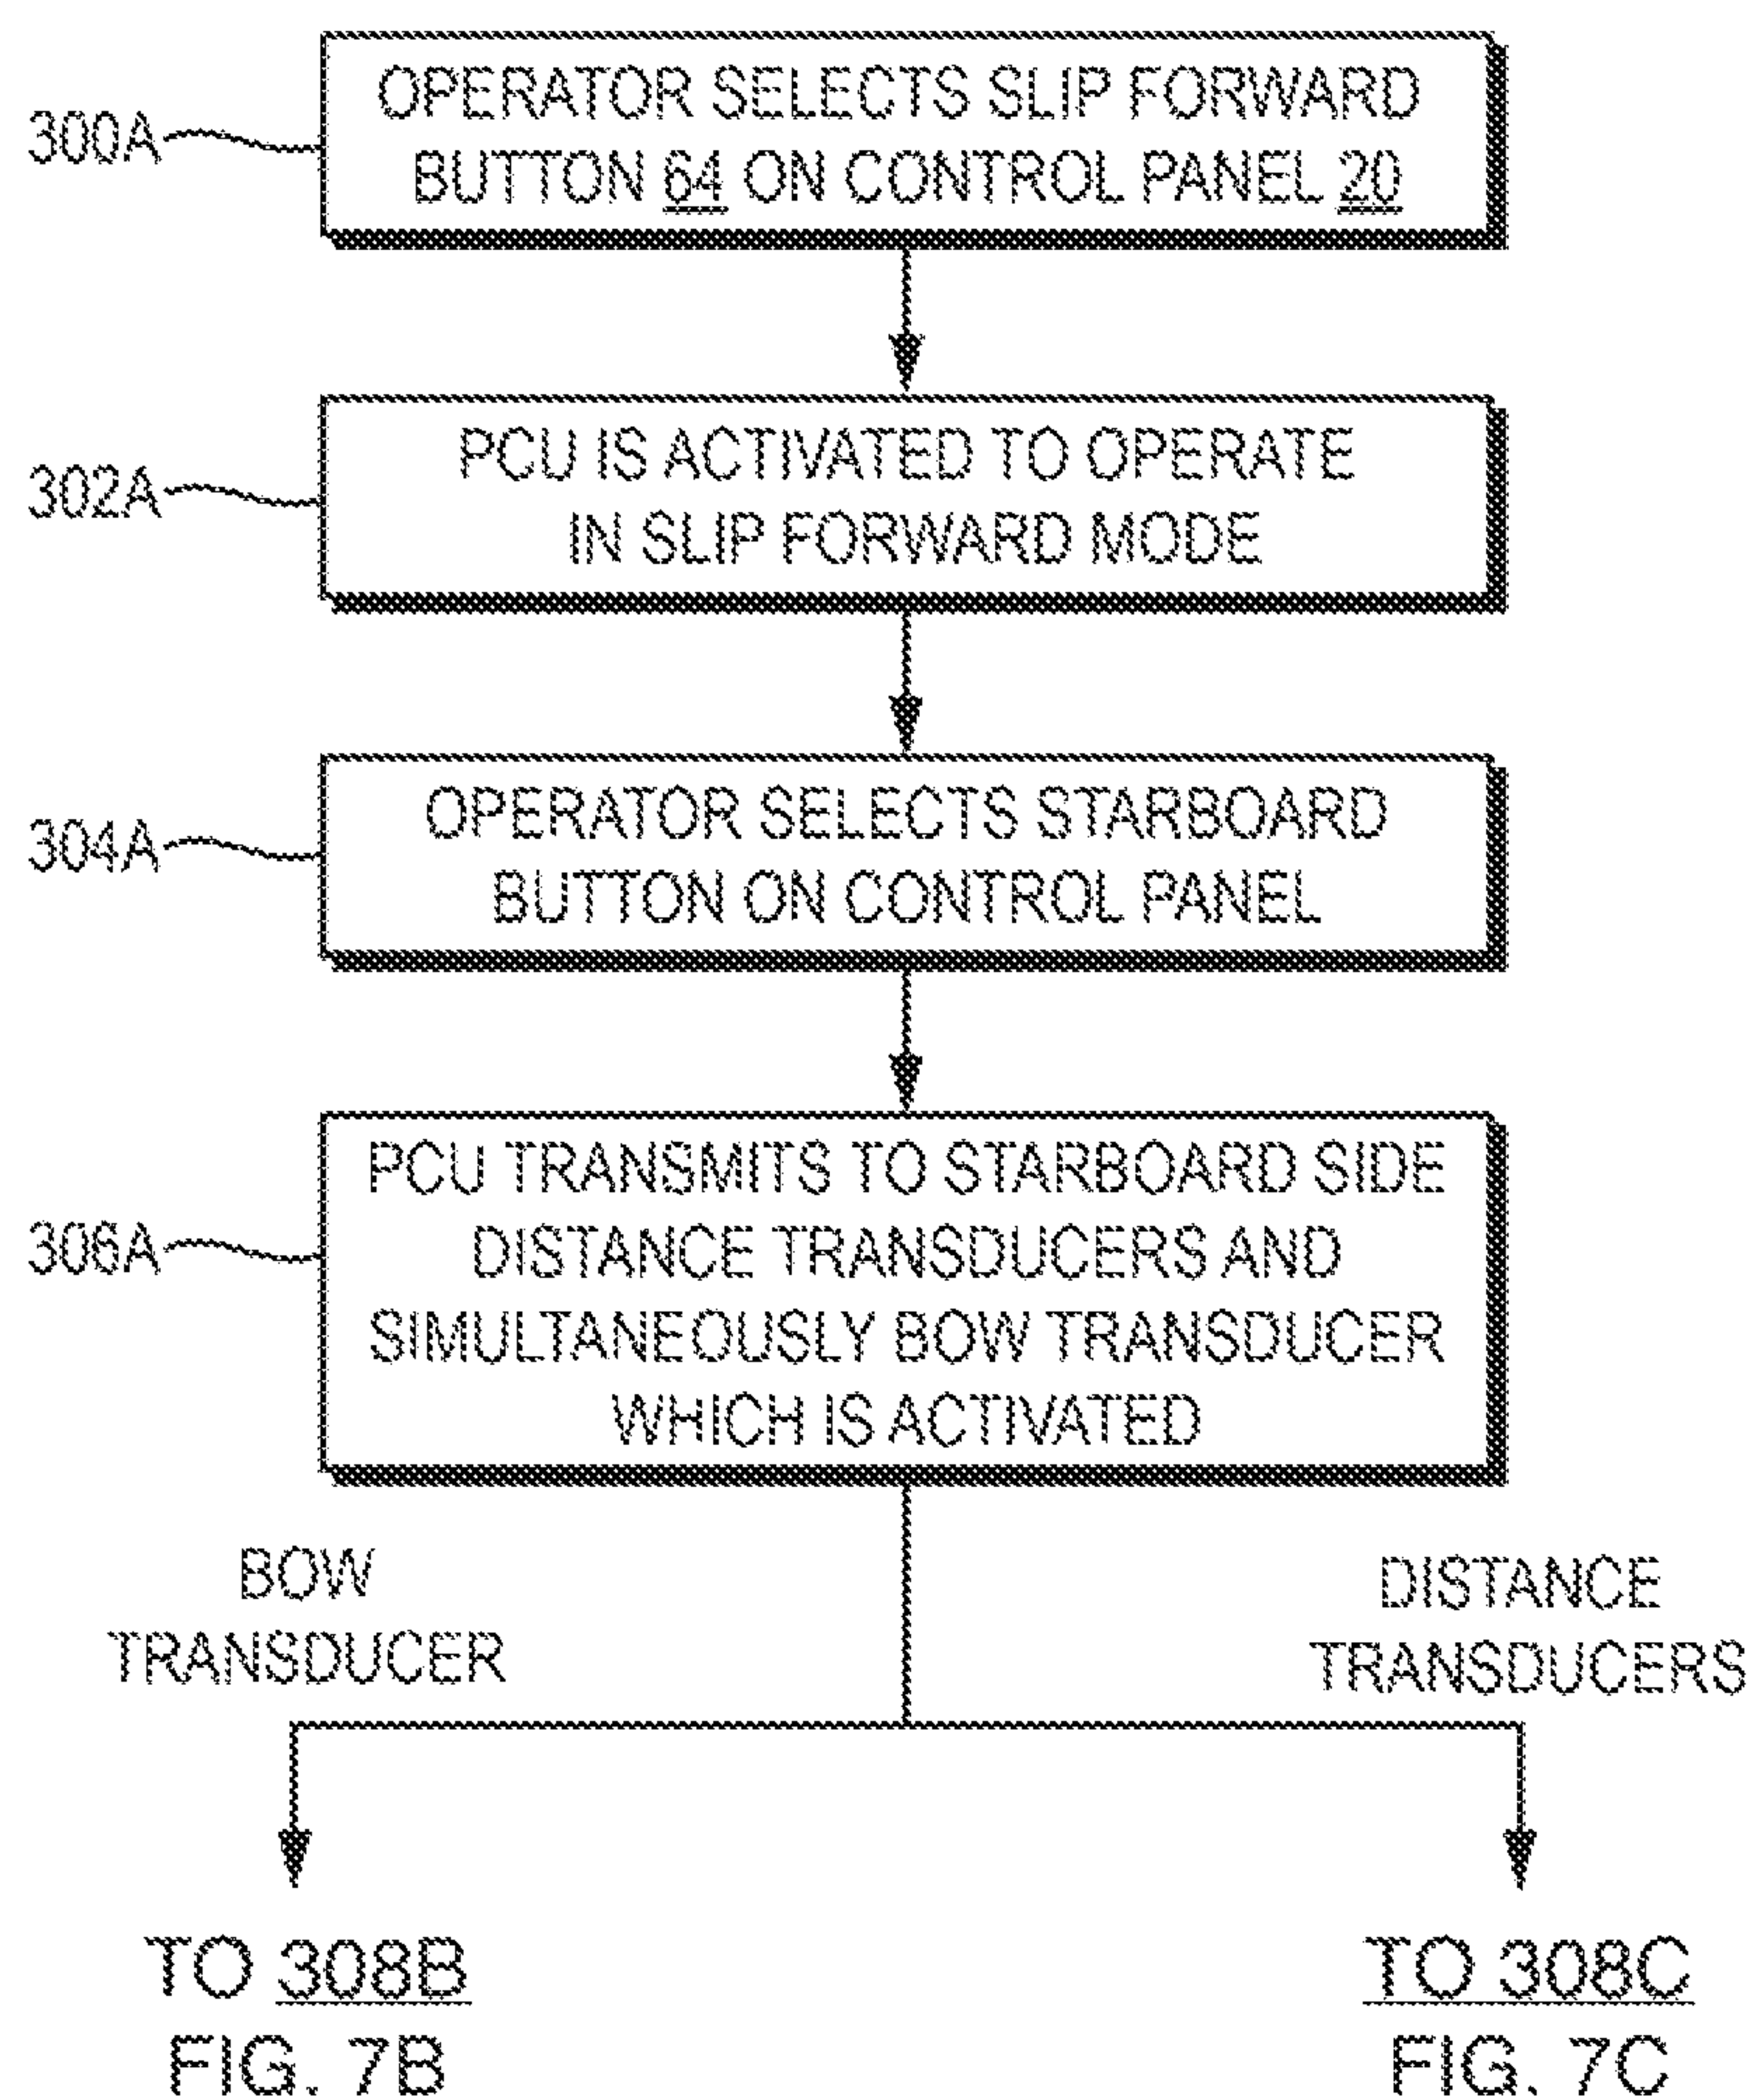 300A
OPERATOR SELECTS SLIP FORWARD
BUTTON 64 ON CONTROL PANEL 20
302A
PCU IS ACTIVATED TO OPERATE
IN SLIP FORWARD MODE
304A
OPERATOR SELECTS STARBOARD
BUTTON ON CONTROL PANEL
306A
PCU TRANSMITS TO STARBOARD SIDE
DISTANCE TRANSDUCERS AND
SIMULTANEOUSLY BOW TRANSDUCER
WHICH IS ACTIVATED
BOW
TRANSDUCER
DISTANCE
TRANSDUCERS
TO 308B
FIG. 7B
TO 308C
FIG. 7C